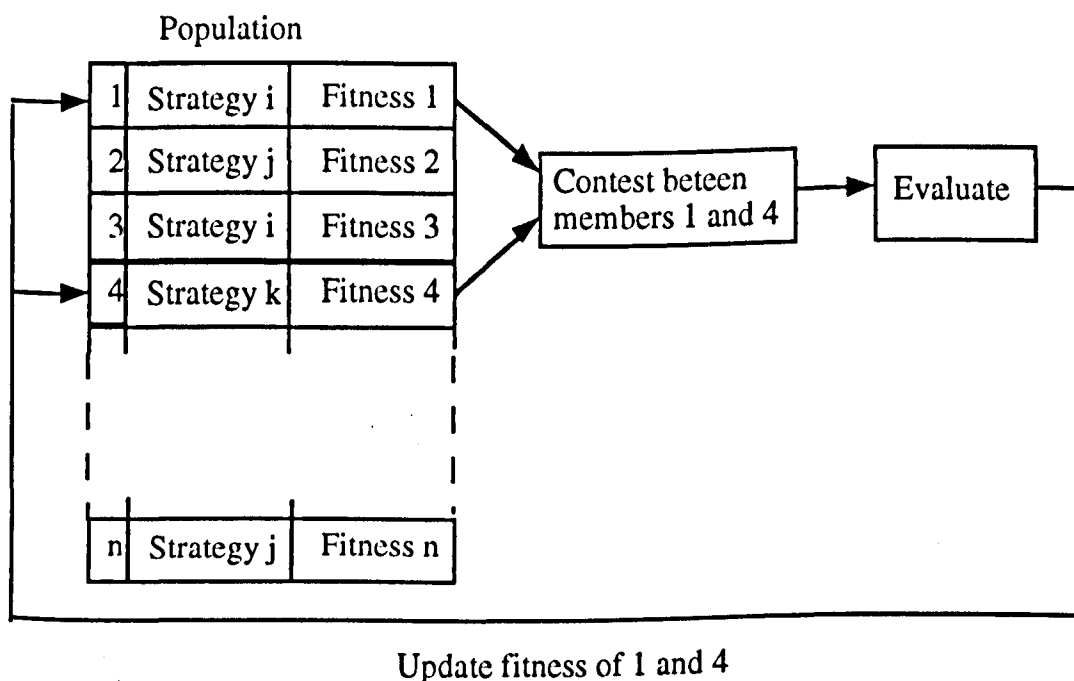 Population
1 Strategy i Fitness 1
2 Strategy j Fitness 2
3 Strategy i Fitness 3
4 Strategy k Fitness 4
n Strategy j Fitness n
Contest beteen
members 1 and 4
Evaluate
Update fitness of 1 and 4